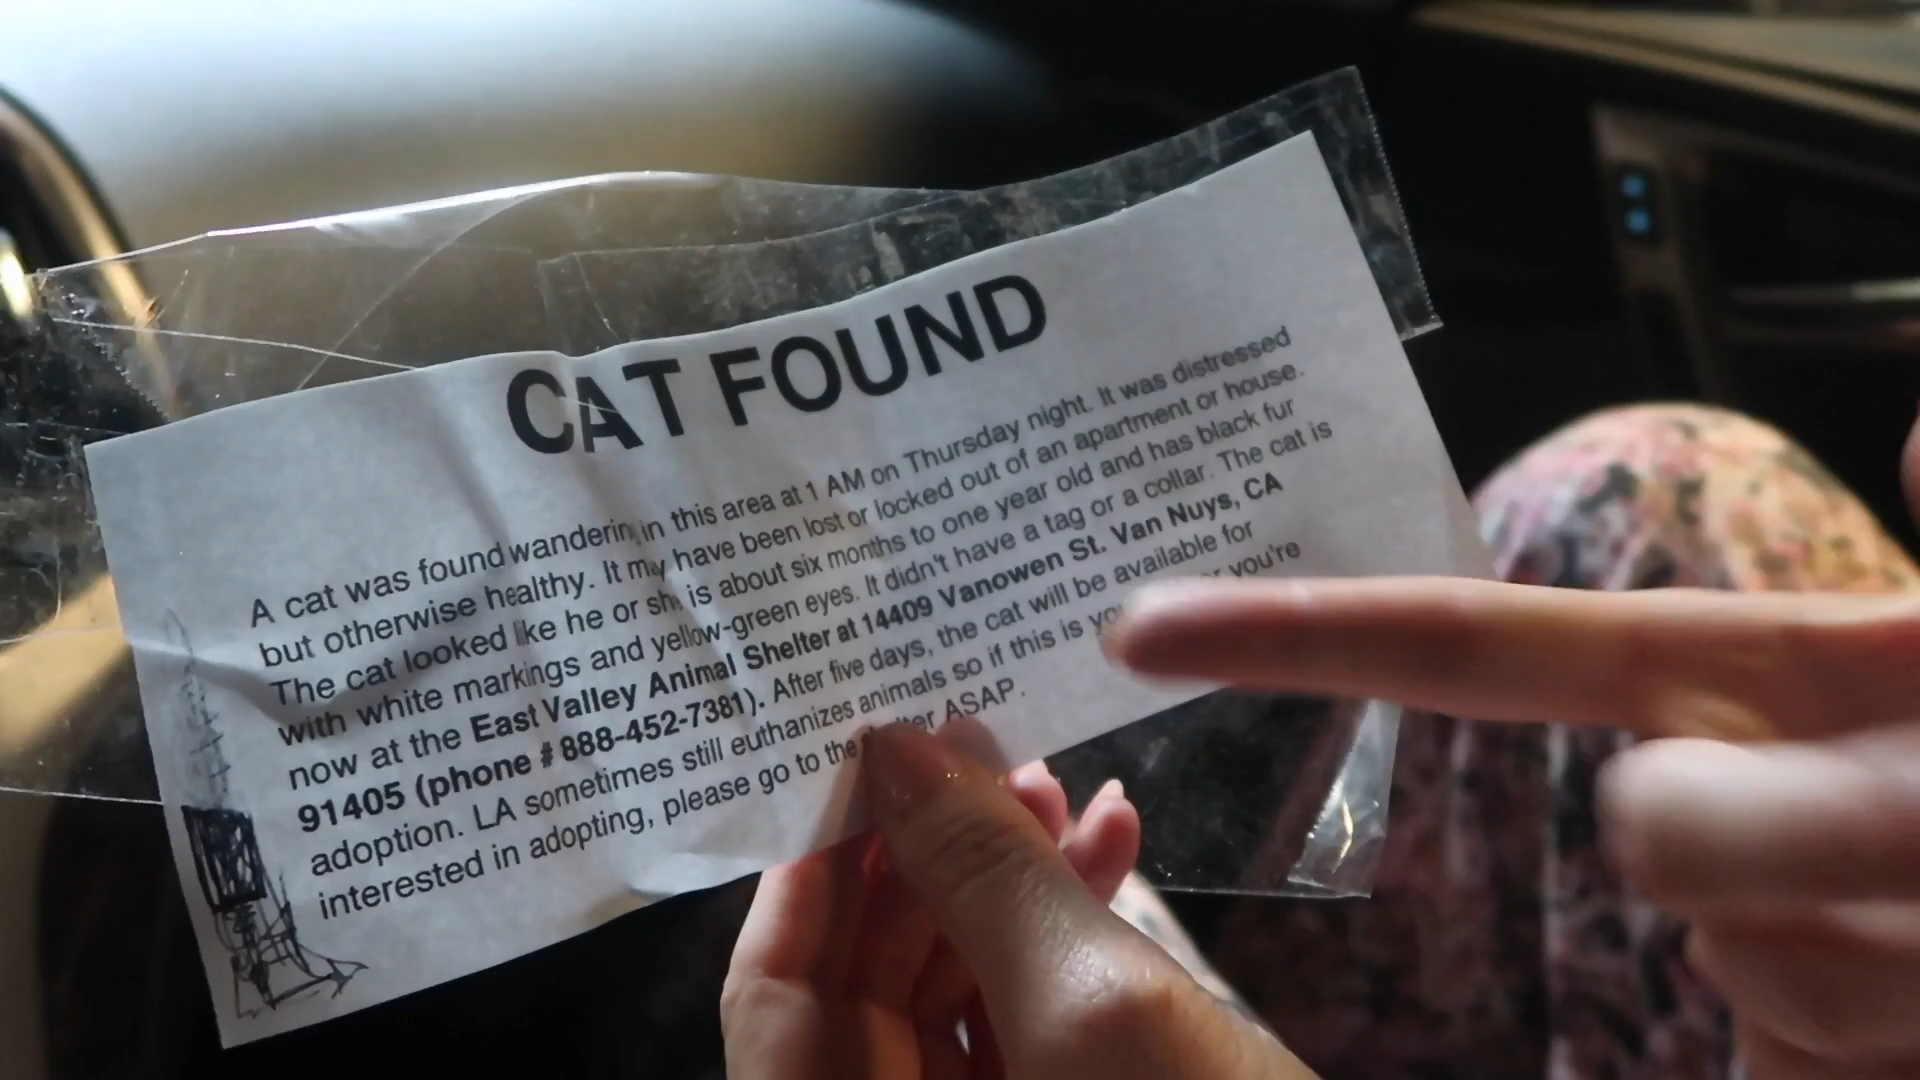 CAT FOUND
A cat was found wandering in this area at 1 AM on Thursday night. It was distressed
but otherwise healthy. It may have been lost or locked out of an apartment or house.
The cat looked like he or she is about six months to one year old and has black fur
with white markings and yellow-green eyes. It didn't have a tag or a collar. The cat is
now at the East Valley Animal Shelter at 14409 Vanowen St. Van Nuys, CA
91405 (phone # 888-452-7381). After five days, the cat will be available for
adoption. LA sometimes still euthanizes animals so if this is you're
interested in adopting, please go to the shelter ASAP.